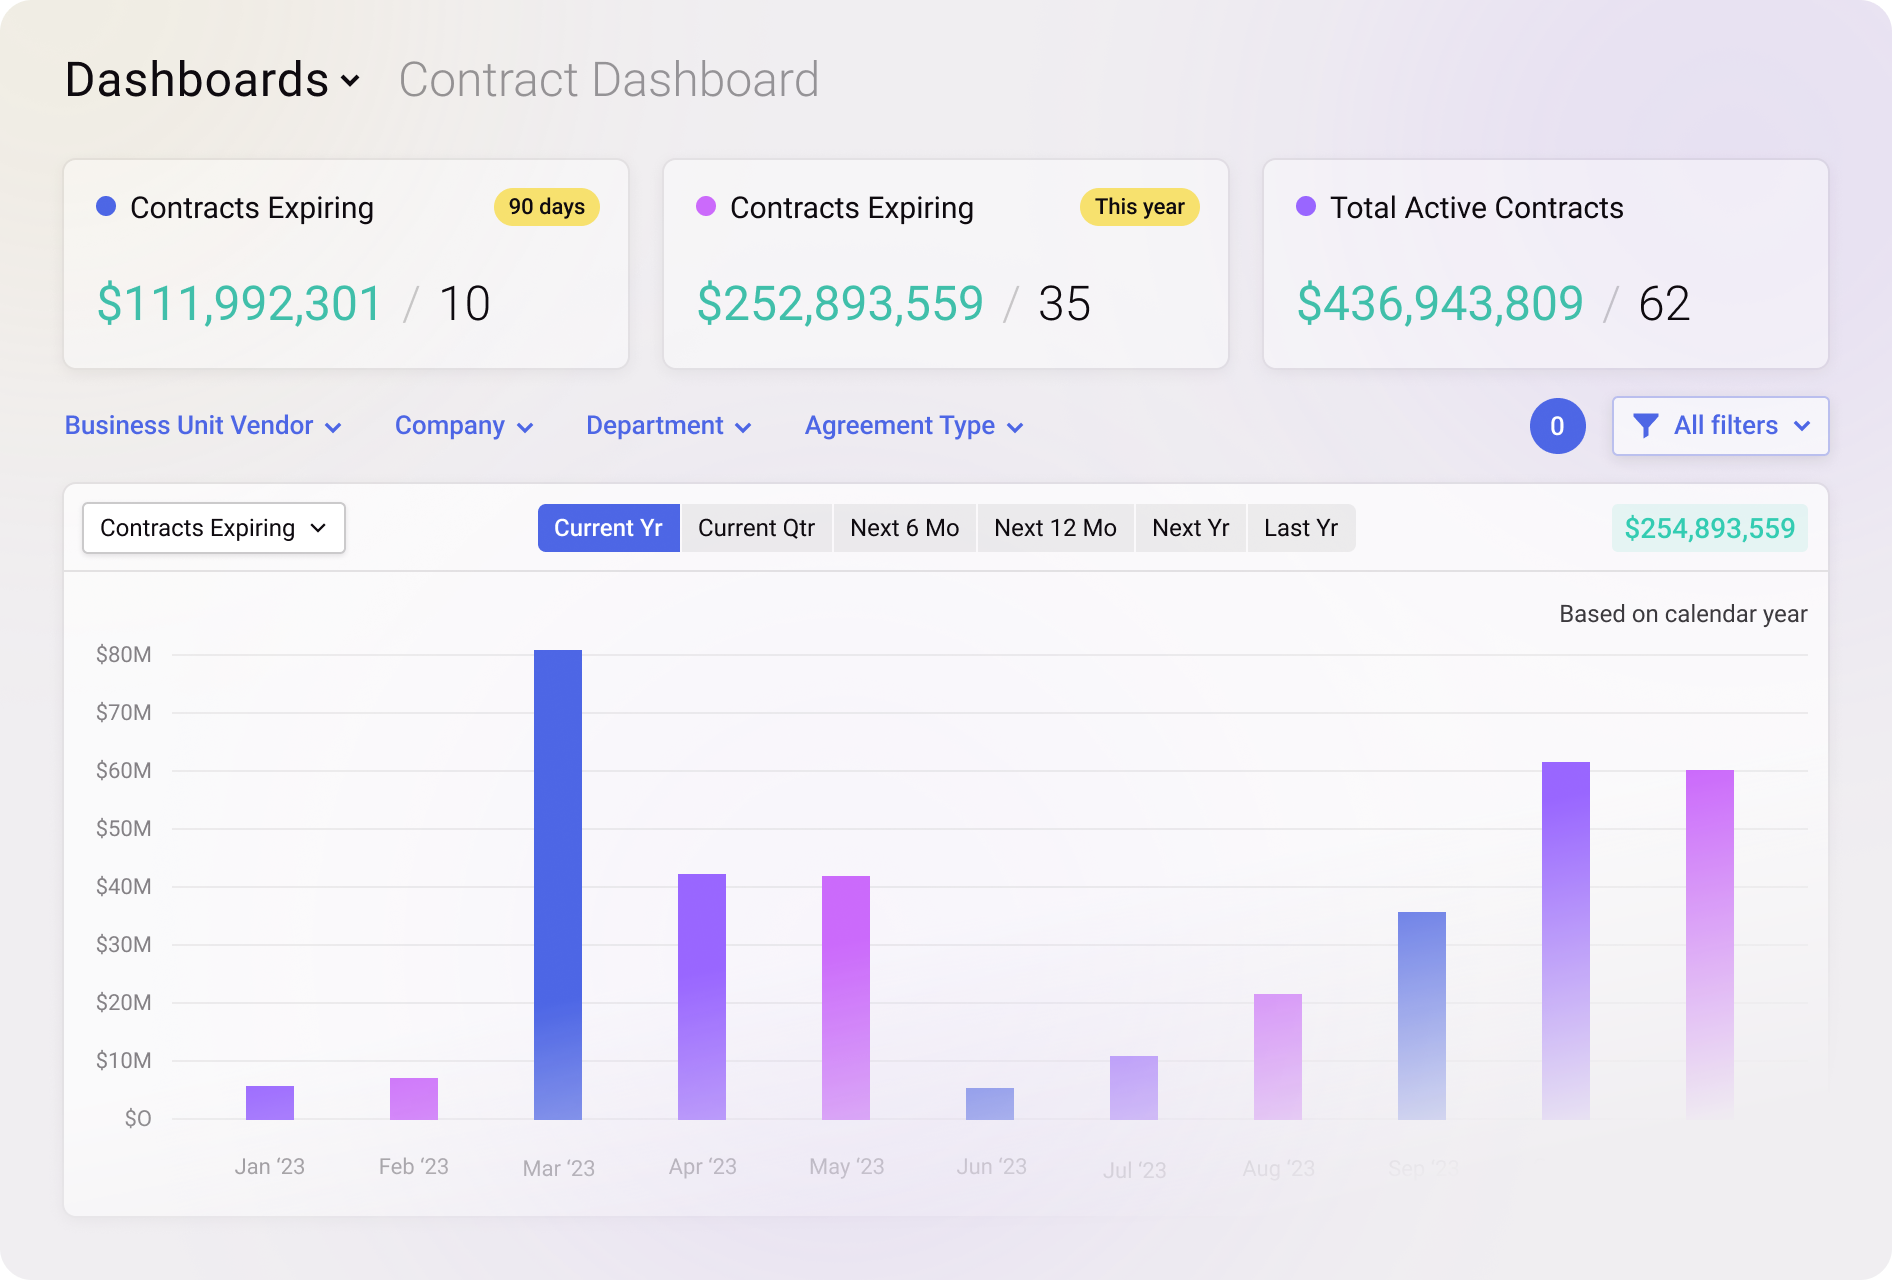 Dashboards Contract Dashboard
Contracts Expiring 90 days
$111,992,301 / 10
Contracts Expiring This year
$252,893,559 / 35
Total Active Contracts
$436,943,809 / 62
Business Unit Vendor Company Department Agreement Type 0 All filters
Contracts Expiring Current Yr Current Qtr Next 6 Mo Next 12 Mo Next Yr Last Yr $254,893,559
Based on calendar year
$80M
$70M
$60M
$50M
$40M
$30M
$20M
$10M
$O
Jan ‘23 Feb ‘23 Mar ‘23 Apr ‘23 May ‘23 Jun ‘23 Jul ‘23 Aug ‘23 Sep ‘23